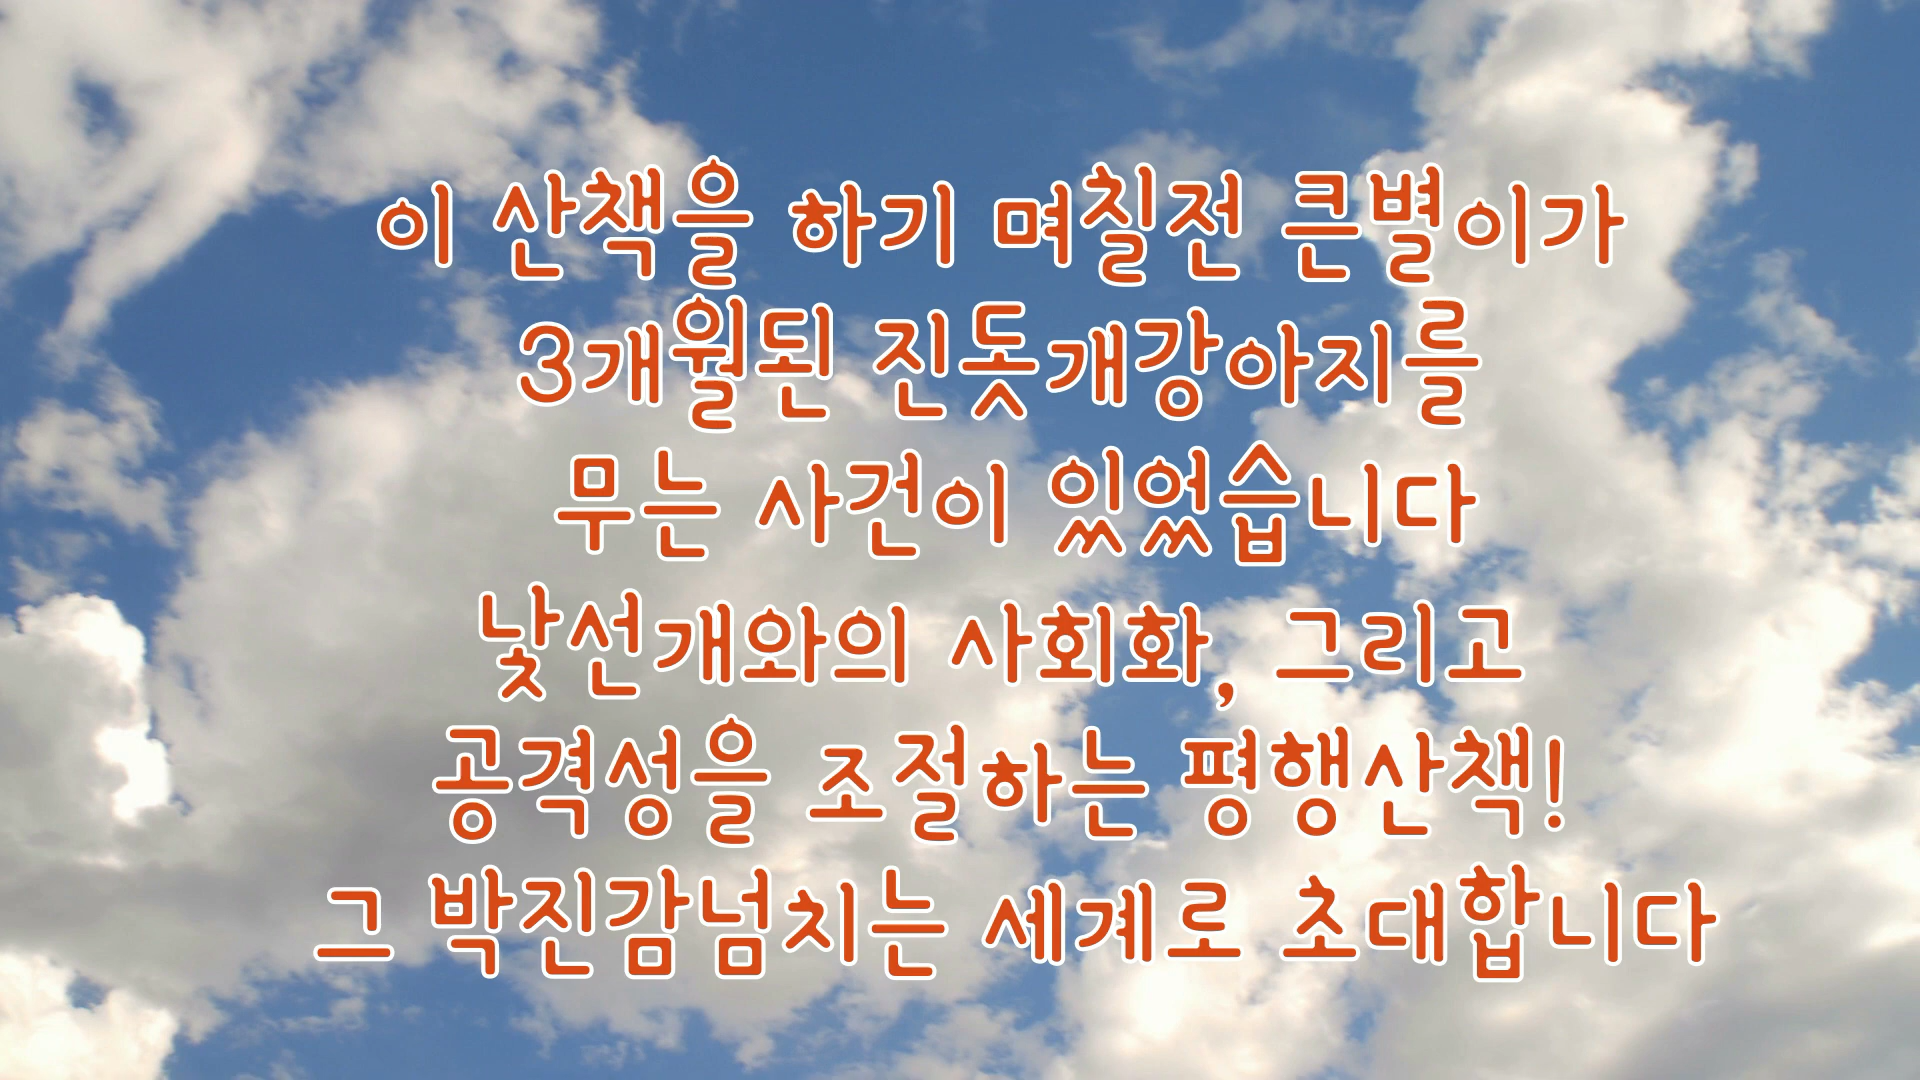 이 산책을 하기 며칠전 큰별이가
3개월된 진돗개강아지를
무는 사건이 있었습니다
낯선개와의 사회화, 그리고
공격성을 조절하는 평행산책!
그 박진감넘치는 세계로 초대합니다